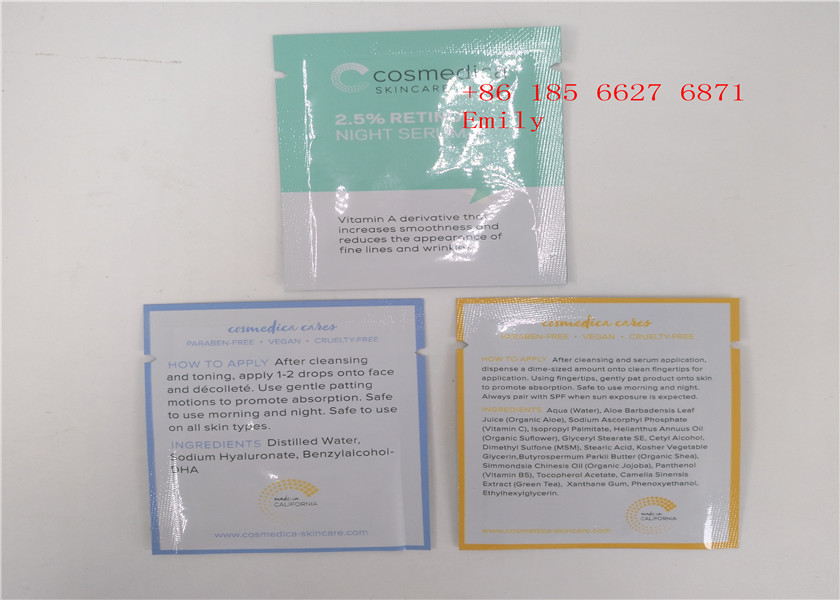 cosmedica
SKINCARE
+86 185 6627 6871
Emily
2.5%
NIGHT SERUM
Vitamin A derivative
increases smoothness and
reduces the appearance of
fine lines and
cosmedica cares
PARABEN-FREE • VEGAN • CRUELTY-FREE
HOW TO APPLY After cleansing
and toning, apply 1-2 drops onto face
and décolleté. Use gentle patting
motions to promote absorption. Safe
to use morning and night. Safe to use
on all skin types.
INGREDIENTS Distilled Water,
Sodium Hyaluronate, Benzylalcohol-
DHA
made in
CALIFORNIA
www.cosmedica-skincare.com
cosmedica cares
PARABEN-FREE • VEGAN • CRUELTY-FREE
HOW TO APPLY After cleansing and serum application,
dispense a dime-sized amount onto clean fingertips for
application. Using fingertips, gently pat product onto skin
to promote absorption. Safe to use morning and night.
Always pair with SPF when sun exposure is expected.
INGREDIENTS Aqua (Water), Aloe Barbadensis Leaf
Juice (Organic Aloe), Sodium Ascorphyl Phosphate
(Vitamin C), Isopropyl Palmitate, Helianthus Annuus Oil
(Organic Suflower), Glyceryl Stearate SE, Cetyl Alcohol,
Dimethyl Sulfone (MSM), Stearic Acid, Kosher Vegetable
Glycerin,Butyrospermum Parkii Butter (Organic Shea),
Simmondsia Chinesis Oil (Organic Jojoba), Panthenol
(Vitamin B5), Tocopherol Acetate, Camelia Sinensis
Extract (Green Tea), Xanthane Gum, Phenoxyethanol,
Ethylhexylglycerin.
made in
CALIFORNIA
www.cosmedica-skincare.com